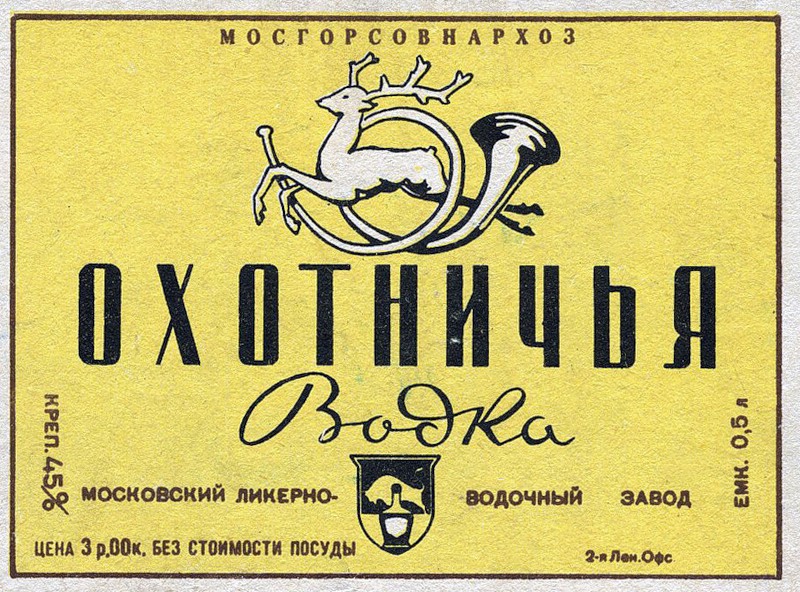 МОСГОРСОВНАРХОЗ
ОХОТНИЧЬЯ
Водка
КРЕП. 45%
ЕМК. 0,5 л
МОСКОВСКИЙ ЛИКЕРНО-ВОДОЧНЫЙ ЗАВОД
ЦЕНА 3 р,00к. БЕЗ СТОИМОСТИ ПОСУДЫ
2-я Лен.Офс